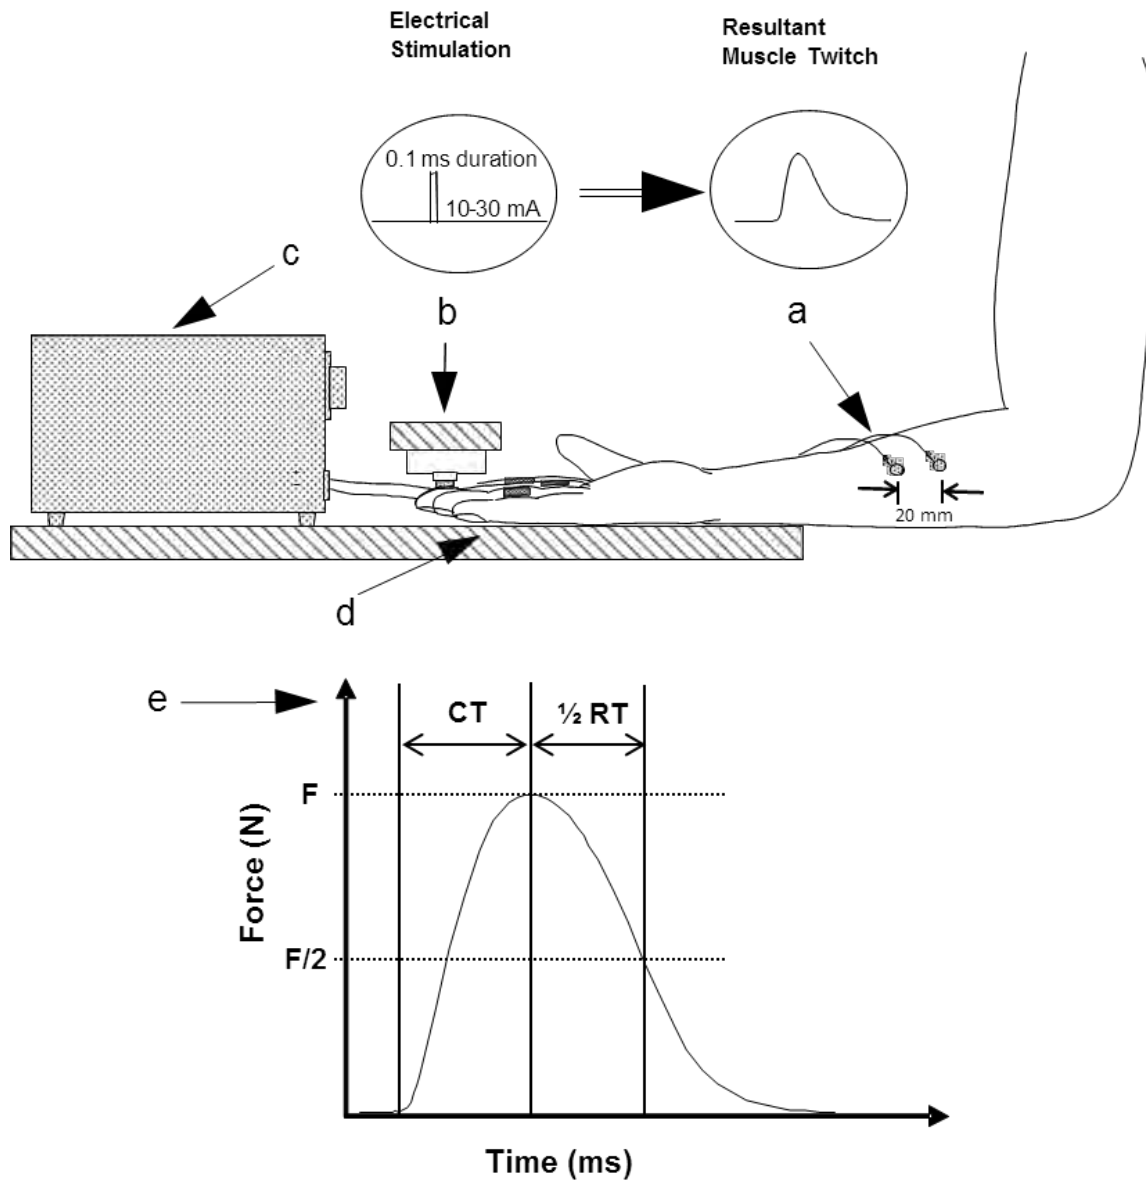 Electrical
Stimulation
Resultant
Muscle Twitch
0.1 ms duration
10-30 mA
c
b
a
20 mm
d
e
CT
½ RT
F
Force (N)
F/2
Time (ms)